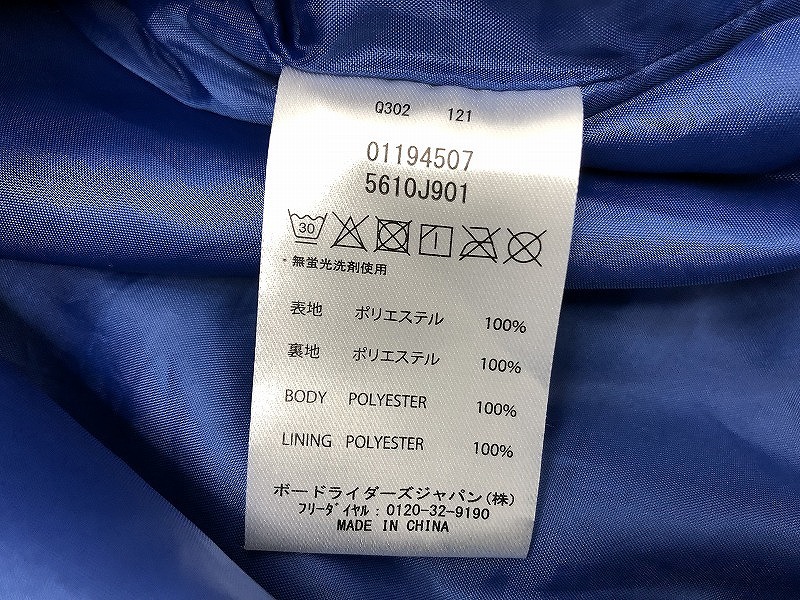 Q302 121
01194507
5610J901
30
・無蛍光洗剤使用
表地 ポリエステル 100%
裏地 ポリエステル 100%
BODY POLYESTER 100%
LINING POLYESTER 100%
ボードライダーズジャパン(株)
フリーダイヤル:0120-32-9190
MADE IN CHINA